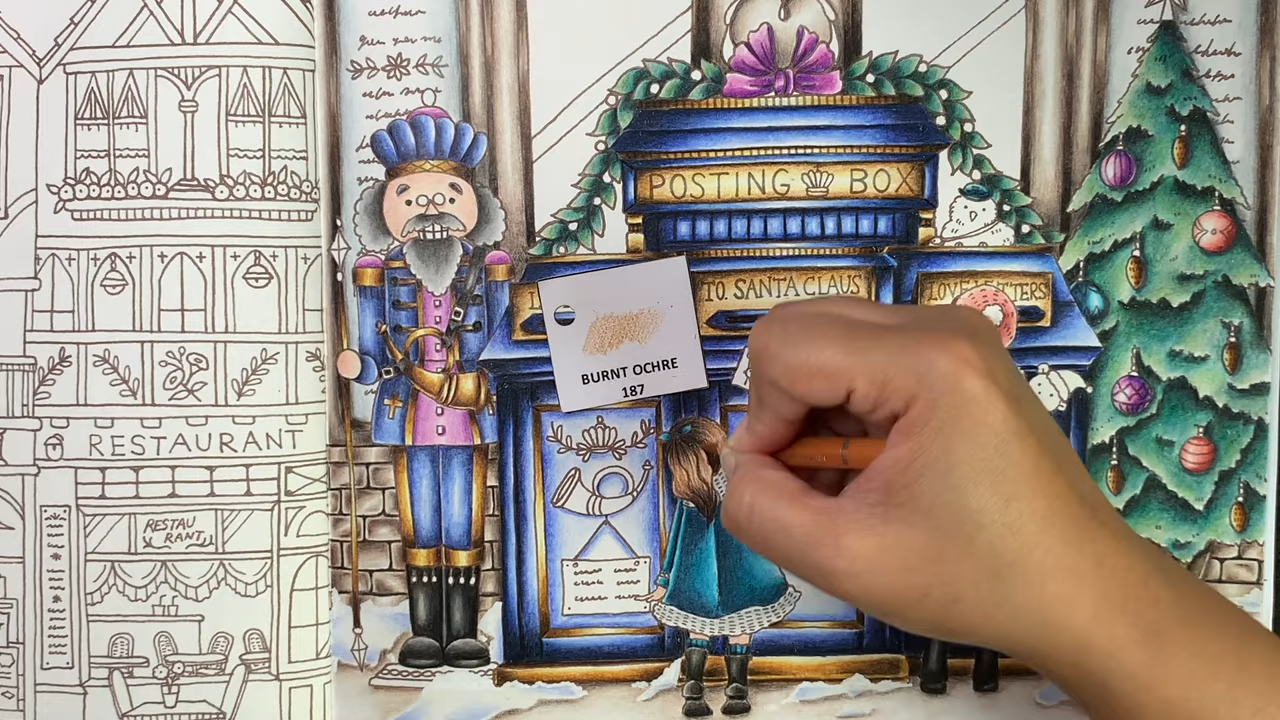 POSTING BOX
TO. SANTA CLAUS
LOVE LETTERS
BURNT OCHRE
187
RESTAURANT
RESTAU
RANT